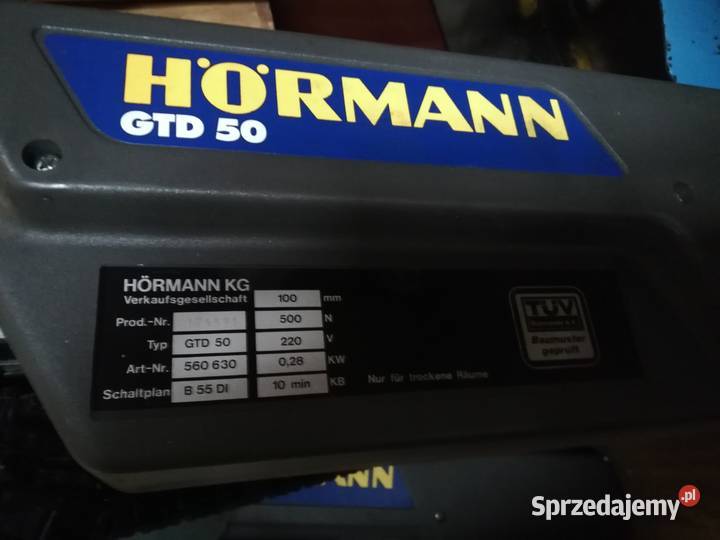 HÖRMANN
GTD 50
HÖRMANN KG
Verkaufsgesellschaft 100 mm
Prod.-Nr. 500 N
Typ GTD 50 220 V
Art-Nr. 560 630 0,28 KW
Schaltplan B 55 DI 10 min KB
Nur für trockene Räume
TÜV
Baumuster
geprüft
MANN
Sprzedajemy.pl